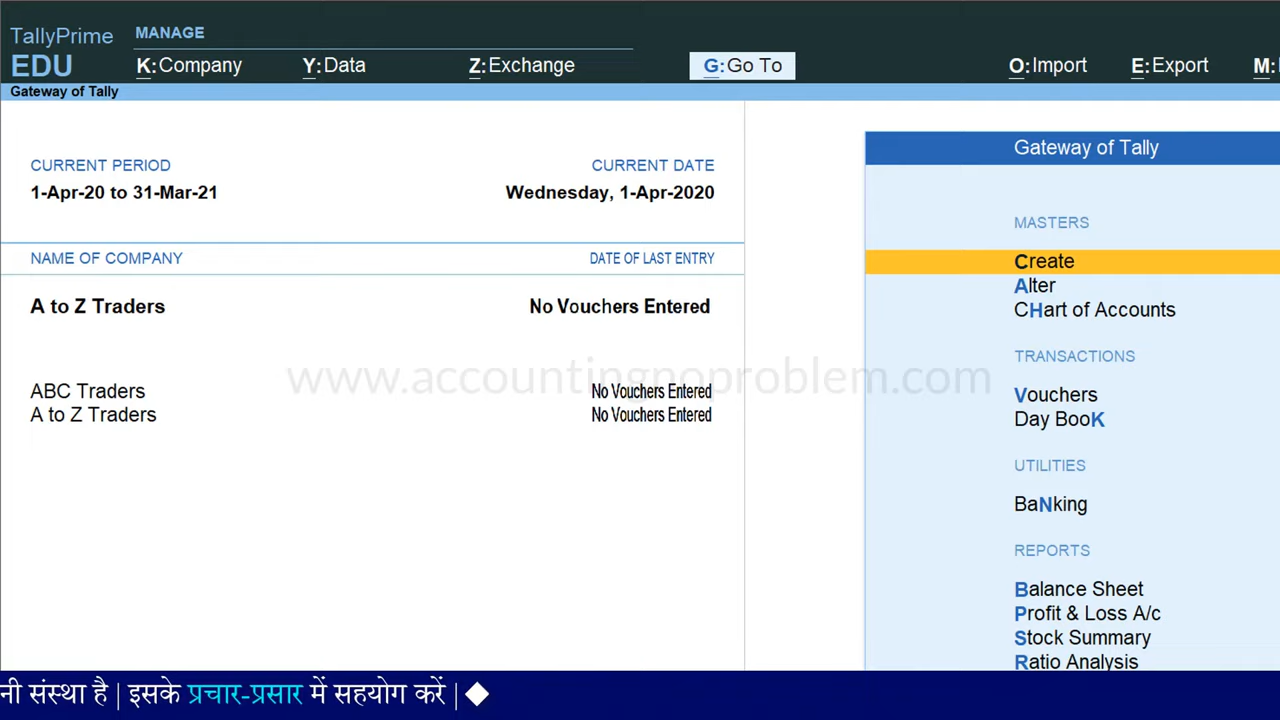 TallyPrime
EDU
MANAGE
K:Company Y:Data Z:Exchange G:Go To O:Import E:Export M:
Gateway of Tally
CURRENT PERIOD CURRENT DATE
1-Apr-20 to 31-Mar-21 Wednesday, 1-Apr-2020
NAME OF COMPANY DATE OF LAST ENTRY
A to Z Traders No Vouchers Entered
ABC Traders No Vouchers Entered
A to Z Traders No Vouchers Entered
www.accountingnoproblem.com
Gateway of Tally
MASTERS
Create
Alter
CHart of Accounts
TRANSACTIONS
Vouchers
Day BooK
UTILITIES
BaNking
REPORTS
Balance Sheet
Profit & Loss A/c
Stock Summary
Ratio Analysis
नी संस्था है | इसके प्रचार-प्रसार में सहयोग करें | ◆